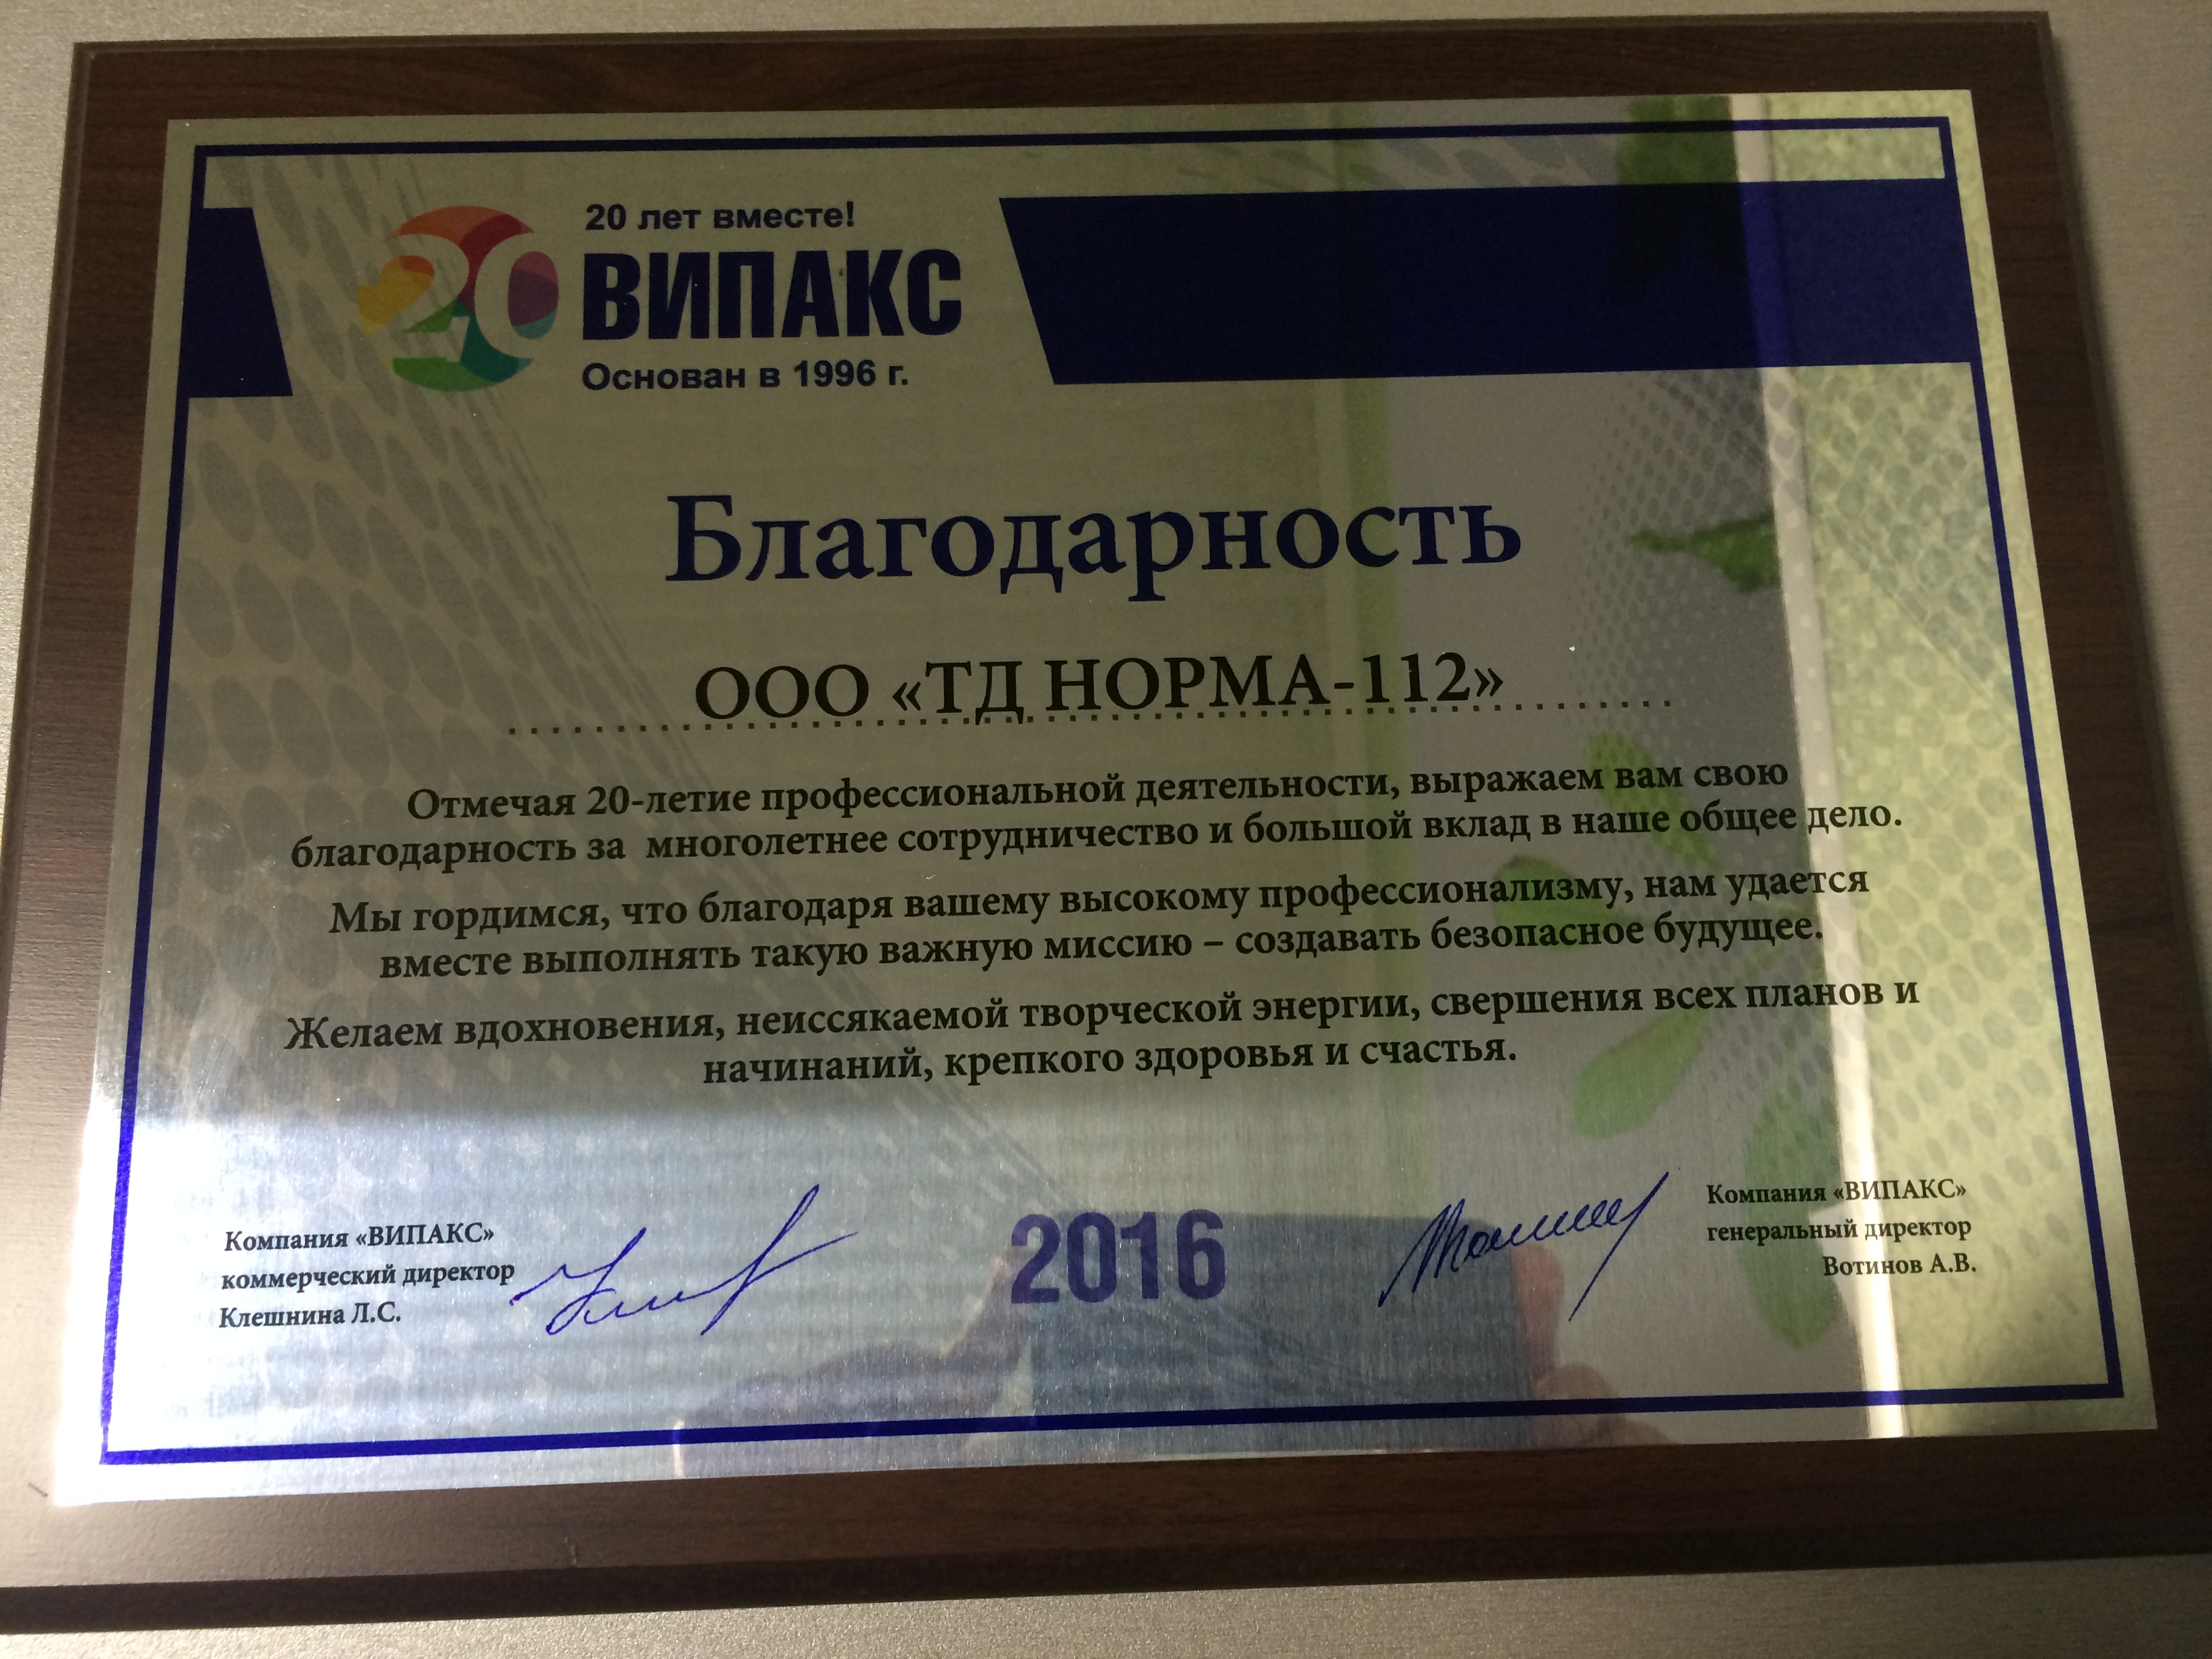 20 лет вместе!
20 ВИПАКС
Основан в 1996 г.
Благодарность
ООО «ТД НОРМА-112»
Отмечая 20-летие профессиональной деятельности, выражаем вам свою
благодарность за многолетнее сотрудничество и большой вклад в наше общее дело.
Мы гордимся, что благодаря вашему высокому профессионализму, нам удается
вместе выполнять такую важную миссию – создавать безопасное будущее.
Желаем вдохновения, неиссякаемой творческой энергии, свершения всех планов и
начинаний, крепкого здоровья и счастья.
Компания «ВИПАКС»
коммерческий директор
Клешнина Л.С.
2016
Компания «ВИПАКС»
генеральный директор
Вотинов А.В.